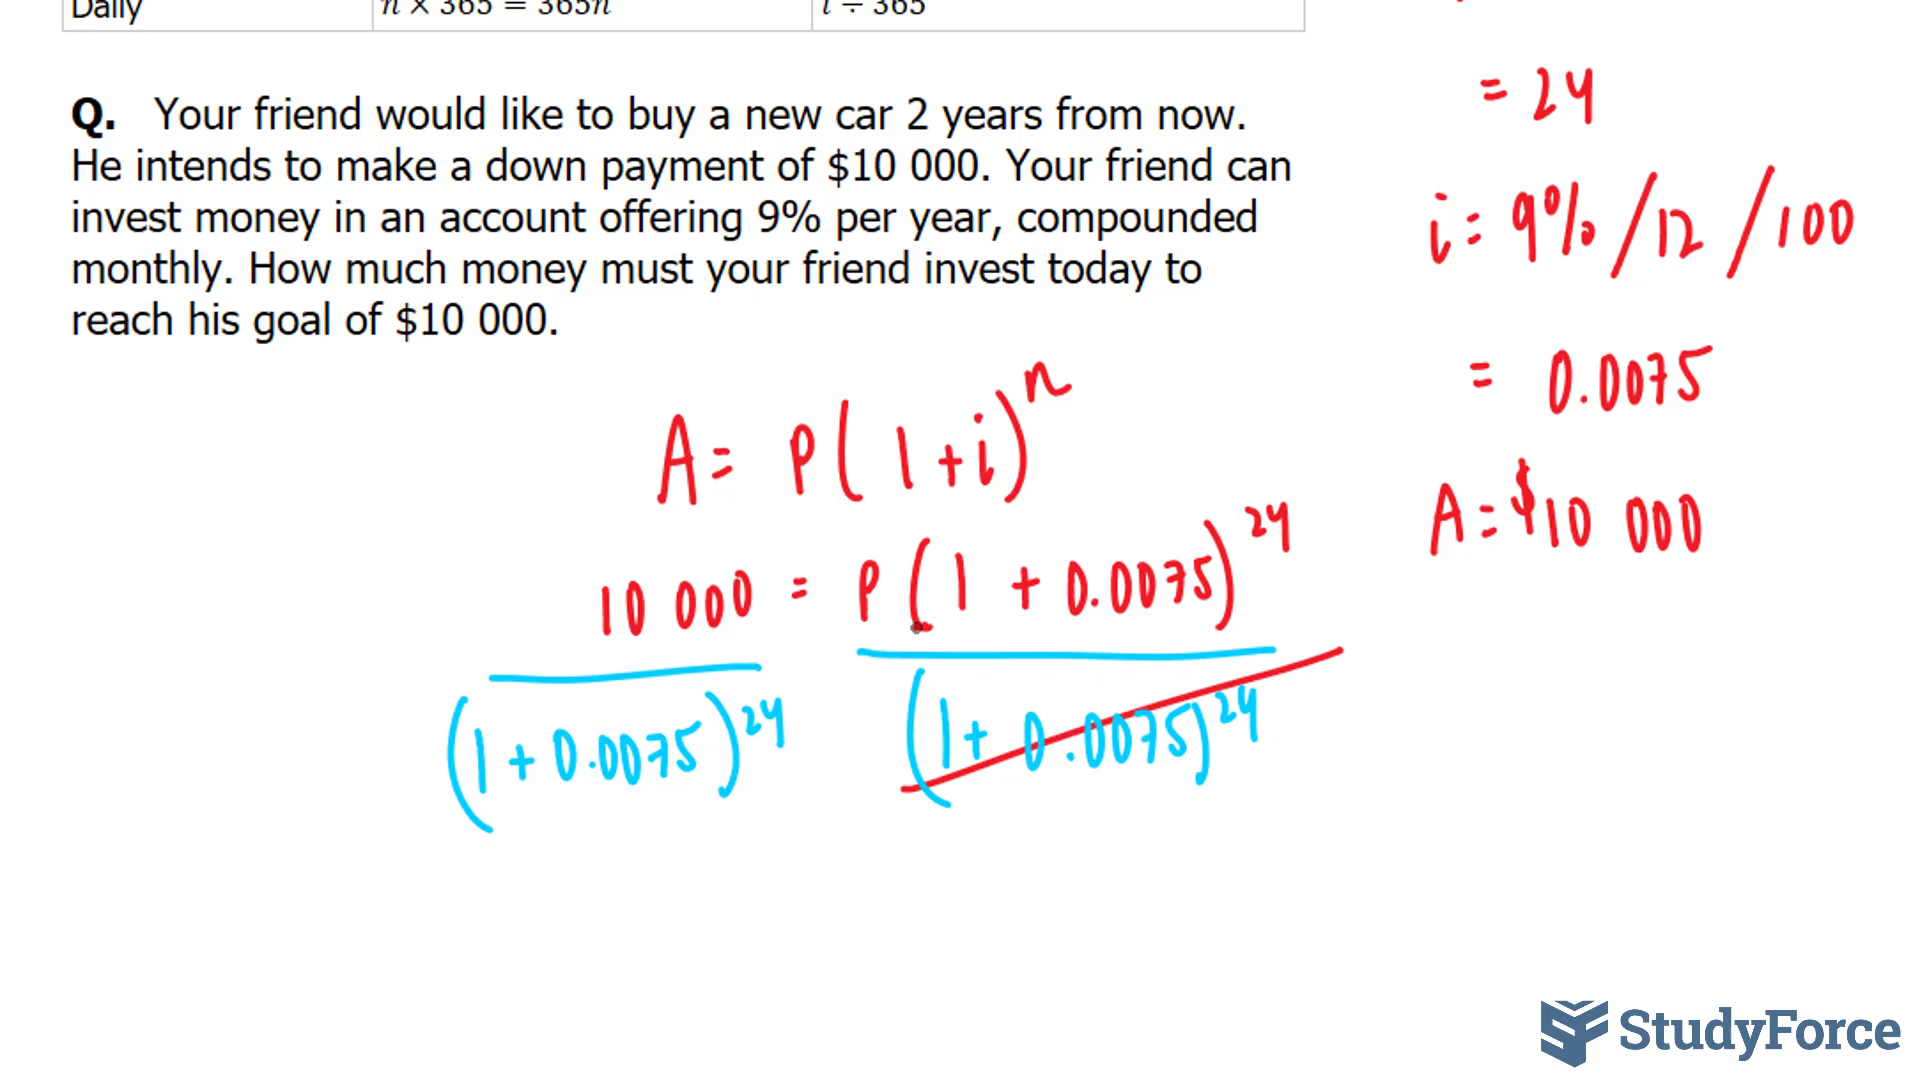 Daily n × 365 = 365n i ÷ 365
Q. Your friend would like to buy a new car 2 years from now.
He intends to make a down payment of $10 000. Your friend can
invest money in an account offering 9% per year, compounded
monthly. How much money must your friend invest today to
reach his goal of $10 000.
A = P(1+i)^n
10 000 = P(1 + 0.0075)^24
(1+0.0075)^24 (1+0.0075)^24
= 24
i = 9% / 12 / 100
= 0.0075
A = $10 000
StudyForce